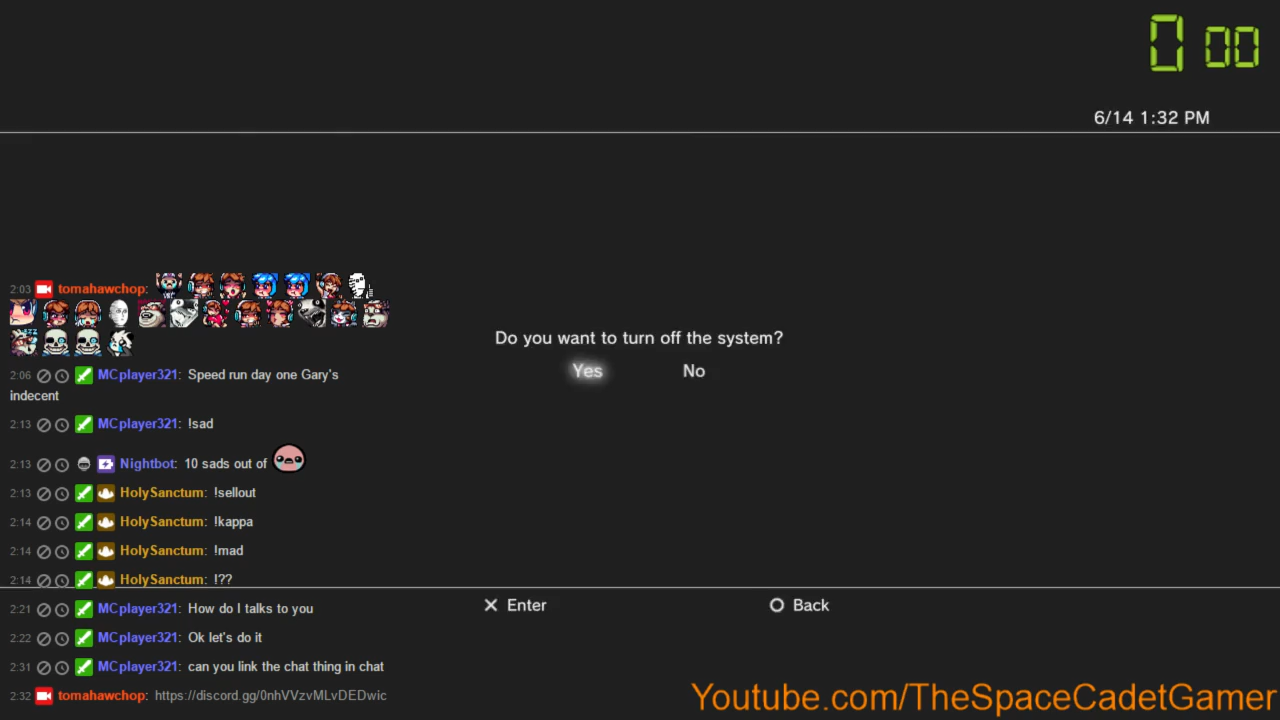 0 00
6/14 1:32 PM
2:03 tomahawchop:
Do you want to turn off the system?
Yes No
2:06 MCplayer321: Speed run day one Gary's
indecent
2:13 MCplayer321: !sad
2:13 Nightbot: 10 sads out of
2:13 HolySanctum: !sellout
2:14 HolySanctum: !kappa
2:14 HolySanctum: !mad
2:14 HolySanctum: !??
2:21 MCplayer321: How do I talks to you
X Enter O Back
2:22 MCplayer321: Ok let's do it
2:31 MCplayer321: can you link the chat thing in chat
2:32 tomahawchop: https://discord.gg/0nhVVzvMLvDEDwic
Youtube.com/TheSpaceCadetGamer